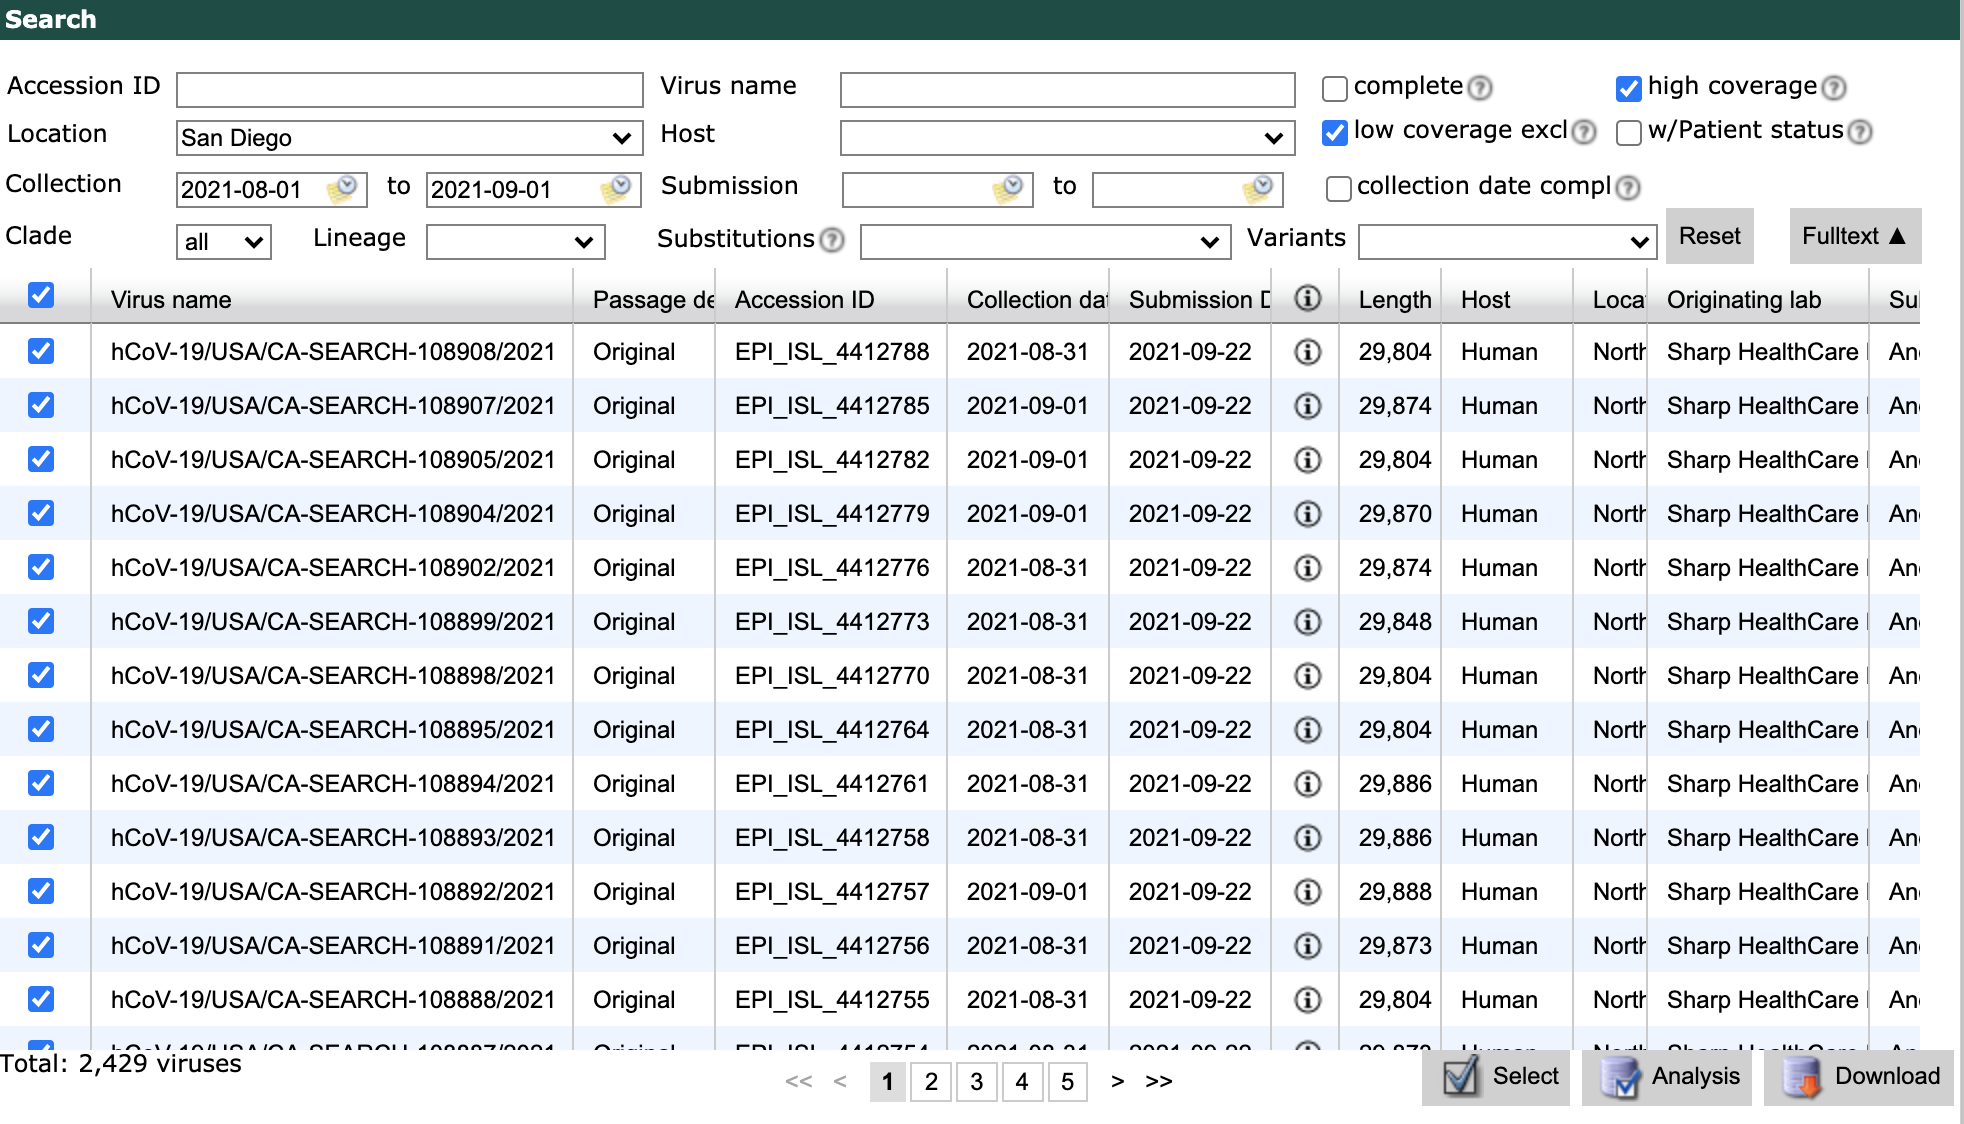 Search
Accession ID Virus name complete ? high coverage ?
Location San Diego Host low coverage excl ? w/Patient status ?
Collection 2021-08-01 to 2021-09-01 Submission to collection date compl ?
Clade all Lineage Substitutions ? Variants Reset Fulltext ▲
Virus name Passage de Accession ID Collection dat Submission D Length Host Locat Originating lab Sul
hCoV-19/USA/CA-SEARCH-108908/2021 Original EPI_ISL_4412788 2021-08-31 2021-09-22 29,804 Human North Sharp HealthCare An
hCoV-19/USA/CA-SEARCH-108907/2021 Original EPI_ISL_4412785 2021-09-01 2021-09-22 29,874 Human North Sharp HealthCare An
hCoV-19/USA/CA-SEARCH-108905/2021 Original EPI_ISL_4412782 2021-09-01 2021-09-22 29,804 Human North Sharp HealthCare An
hCoV-19/USA/CA-SEARCH-108904/2021 Original EPI_ISL_4412779 2021-09-01 2021-09-22 29,870 Human North Sharp HealthCare An
hCoV-19/USA/CA-SEARCH-108902/2021 Original EPI_ISL_4412776 2021-08-31 2021-09-22 29,874 Human North Sharp HealthCare An
hCoV-19/USA/CA-SEARCH-108899/2021 Original EPI_ISL_4412773 2021-08-31 2021-09-22 29,848 Human North Sharp HealthCare An
hCoV-19/USA/CA-SEARCH-108898/2021 Original EPI_ISL_4412770 2021-08-31 2021-09-22 29,804 Human North Sharp HealthCare An
hCoV-19/USA/CA-SEARCH-108895/2021 Original EPI_ISL_4412764 2021-08-31 2021-09-22 29,804 Human North Sharp HealthCare An
hCoV-19/USA/CA-SEARCH-108894/2021 Original EPI_ISL_4412761 2021-08-31 2021-09-22 29,886 Human North Sharp HealthCare An
hCoV-19/USA/CA-SEARCH-108893/2021 Original EPI_ISL_4412758 2021-08-31 2021-09-22 29,886 Human North Sharp HealthCare An
hCoV-19/USA/CA-SEARCH-108892/2021 Original EPI_ISL_4412757 2021-09-01 2021-09-22 29,888 Human North Sharp HealthCare An
hCoV-19/USA/CA-SEARCH-108891/2021 Original EPI_ISL_4412756 2021-08-31 2021-09-22 29,873 Human North Sharp HealthCare An
hCoV-19/USA/CA-SEARCH-108888/2021 Original EPI_ISL_4412755 2021-08-31 2021-09-22 29,804 Human North Sharp HealthCare An
Total: 2,429 viruses << < 1 2 3 4 5 > >> Select Analysis Download